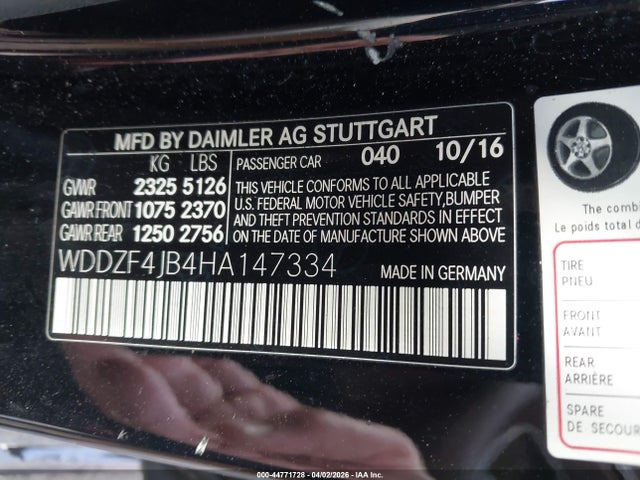 MFD BY DAIMLER AG STUTTGART
KG LBS
PASSENGER CAR 040 10/16
GVWR 2325 5126
GAWR FRONT 1075 2370
GAWR REAR 1250 2756
THIS VEHICLE CONFORMS TO ALL APPLICABLE
U.S. FEDERAL MOTOR VEHICLE SAFETY,BUMPER
AND THEFT PREVENTION STANDARDS IN EFFECT
ON THE DATE OF MANUFACTURE SHOWN ABOVE
WDDZF4JB4HA147334 MADE IN GERMANY
The comb
Le poids total
TIRE
PNEU
FRONT
AVANT
REAR
ARRIÈRE
SPARE
DE SECOUR
000-44771728 - 04/02/2026 - IAA Inc.